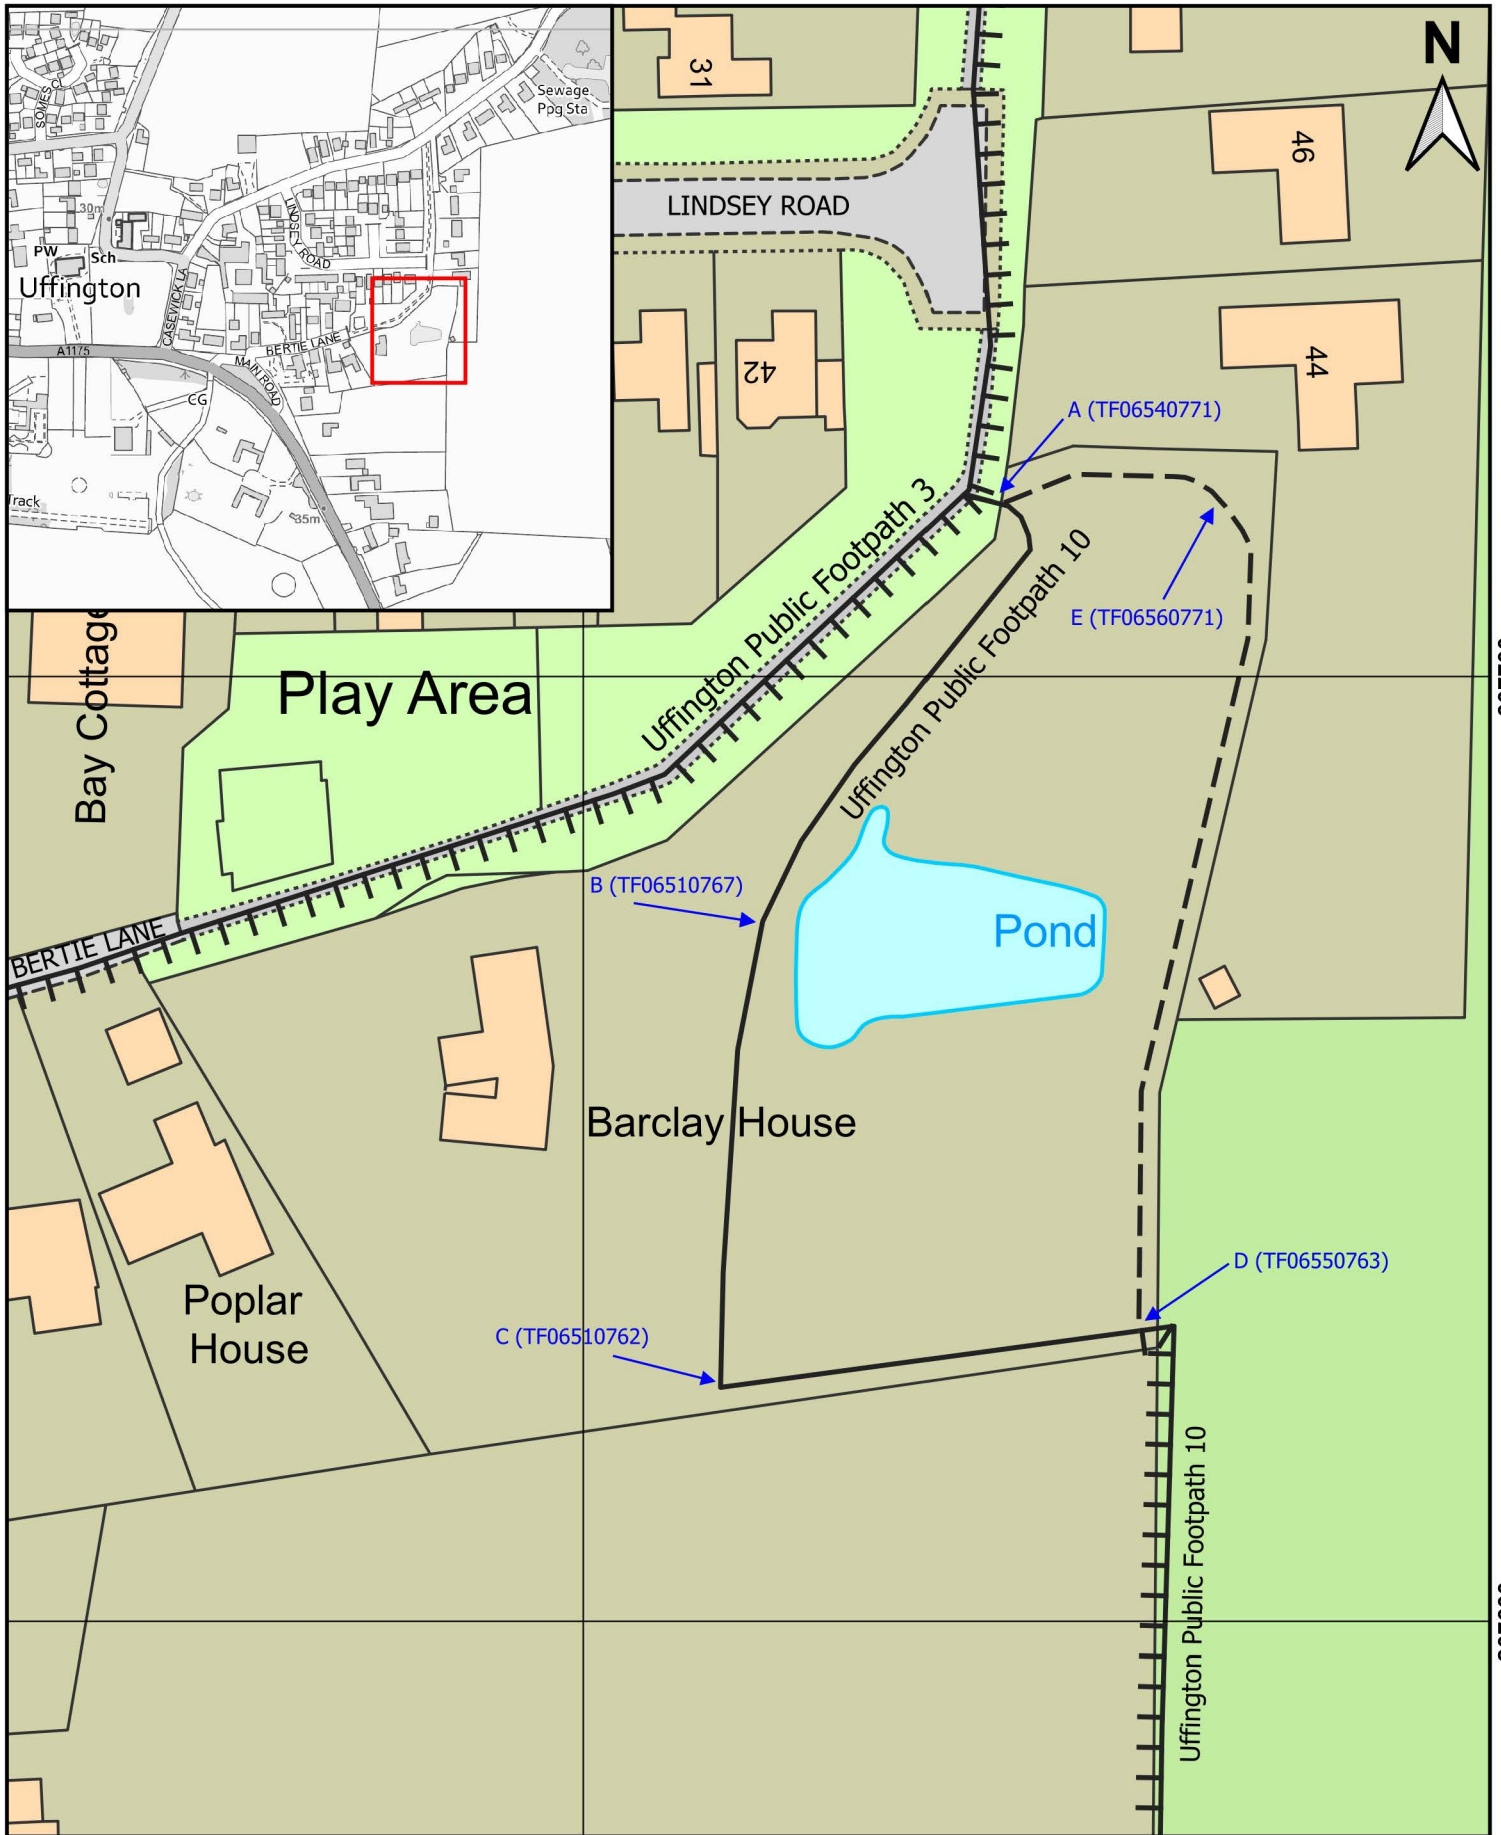 SOMES C
Sewage
Ppg Sta
30m
PW
Sch
Uffington
LINDSEY ROAD
CASEWICK LA
A1175
BERTIE LANE
MAIN ROAD
CG
Track
35m
N
31
46
LINDSEY ROAD
44
42
A (TF06540771)
Uffington Public Footpath 3
Uffington Public Footpath 10
E (TF06560771)
Bay Cottage
Play Area
B (TF06510767)
Pond
BERTIE LANE
Barclay House
D (TF06550763)
Poplar
House
C (TF06510762)
Uffington Public Footpath 10